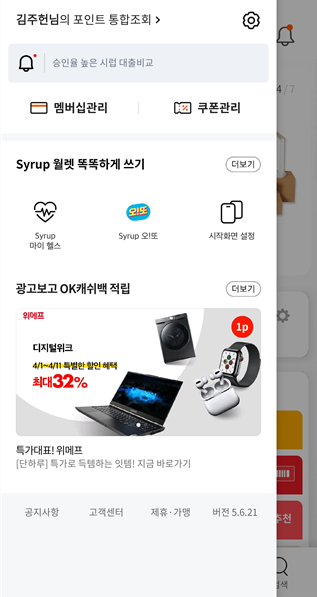 김주헌님의 포인트 통합조회 >
승인율 높은 시럽 대출비교
4 / 7
멤버십관리
쿠폰관리
Syrup 월렛 똑똑하게 쓰기
더보기
오!또
Syrup
마이 헬스
Syrup 오!또
시작화면 설정
광고보고 OK캐쉬백 적립
더보기
위메프
1p
디지털위크
4/1~4/11 특별한 할인 혜택
최대32%
특가대표! 위메프
[단하루] 특가로 득템하는 잇템! 지금 바로가기
공지사항
고객센터
제휴·가맹
버전 5.6.21
추천
검색